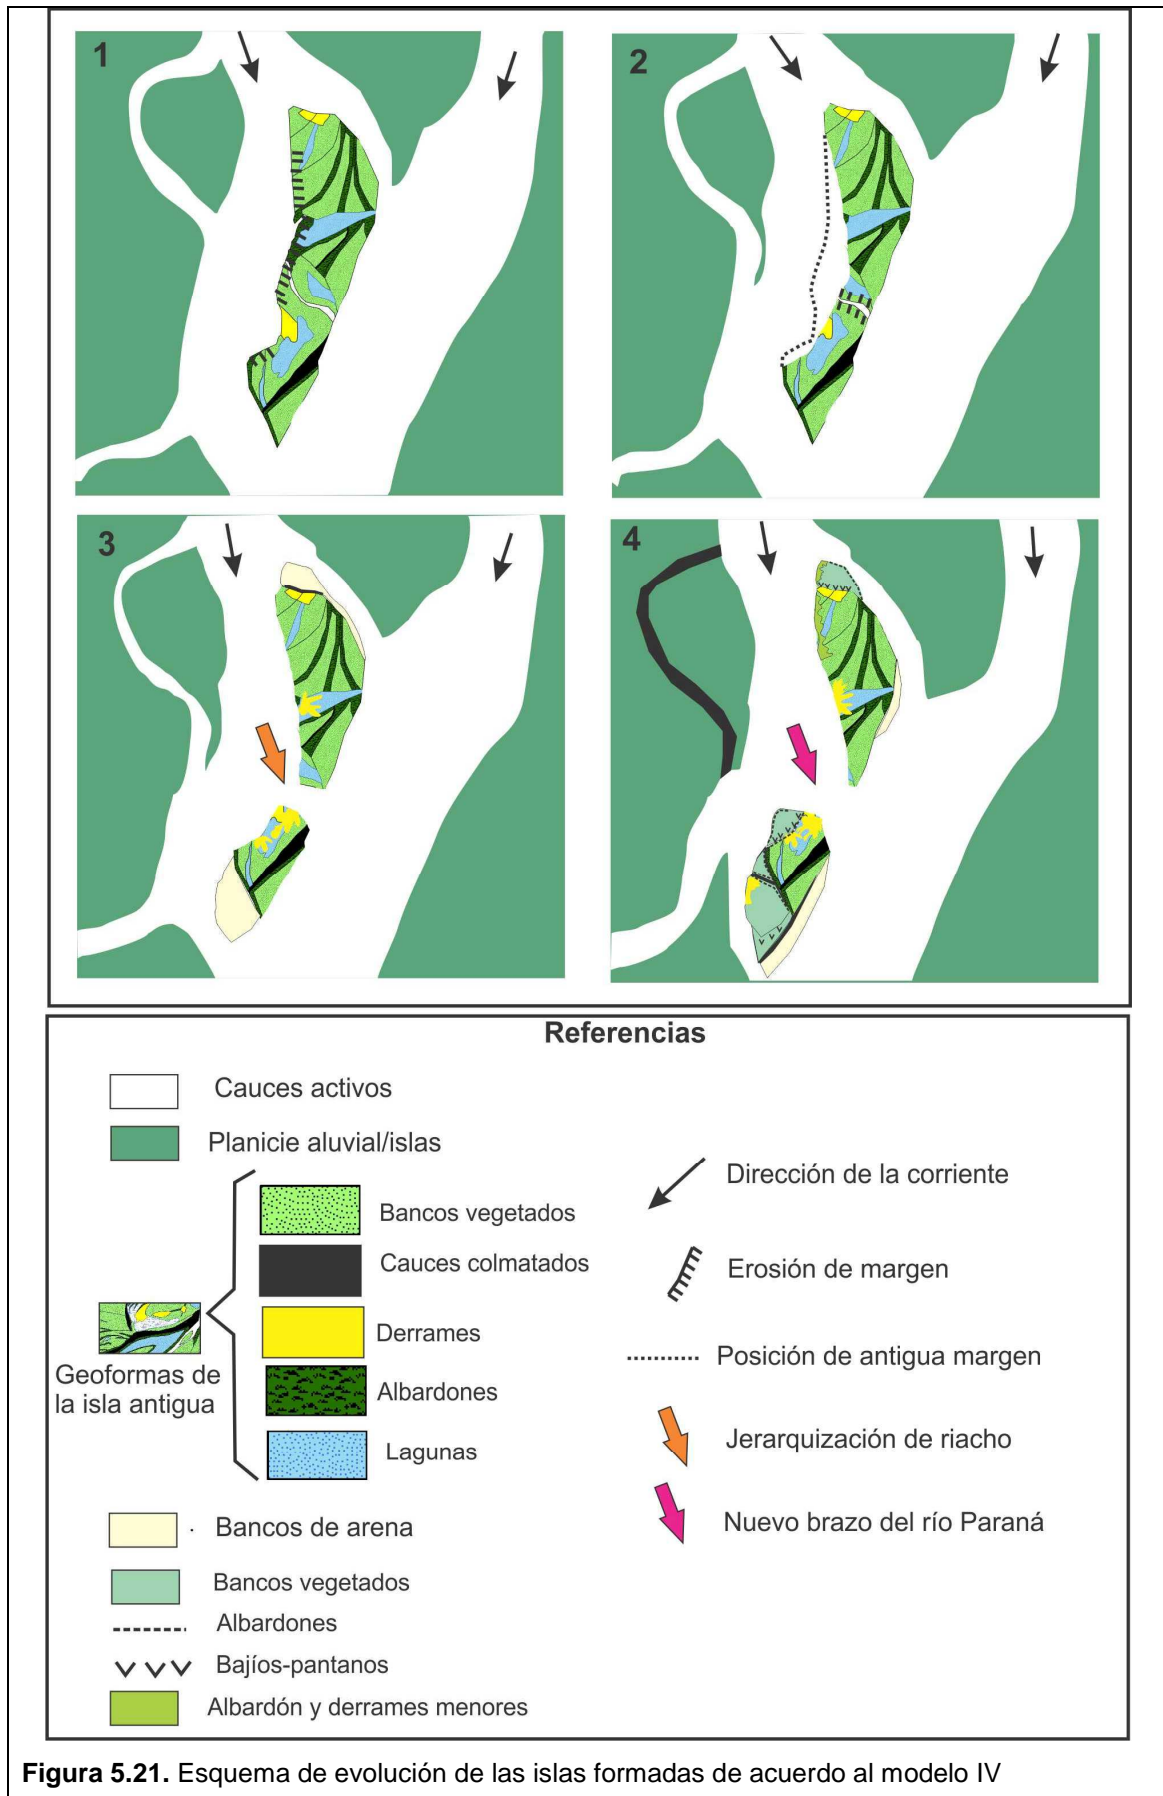 1
2
3
4
Referencias
Cauces activos
Planicie aluvial/islas
Bancos vegetados
Cauces colmatados
Derrames
Albardones
Lagunas
Geoformas de
la isla antigua
Bancos de arena
Bancos vegetados
Albardones
Bajíos-pantanos
Albardón y derrames menores
Dirección de la corriente
Erosión de margen
Posición de antigua margen
Jerarquización de riacho
Nuevo brazo del río Paraná
Figura 5.21. Esquema de evolución de las islas formadas de acuerdo al modelo IV